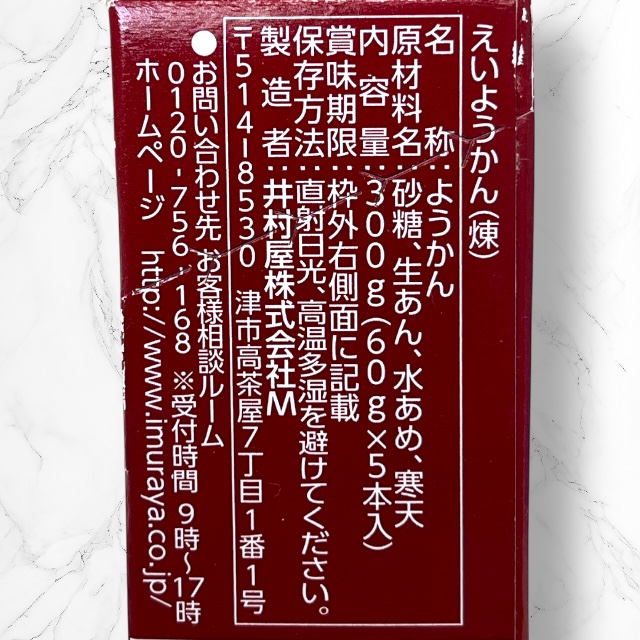 えいようかん(煉)
名称:ようかん
原材料名:砂糖、生あん、水あめ、寒天
内容量:300g(60g×5本入)
賞味期限:枠外右側面に記載
保存方法:直射日光、高温多湿を避けてください。
製造者:井村屋株式会社M
〒514-8530 津市高茶屋7丁目1番1号
●お問い合わせ先 お客様相談ルーム
0120-756-168 ※受付時間 9時～17時
ホームページ http://www.imuraya.co.jp/